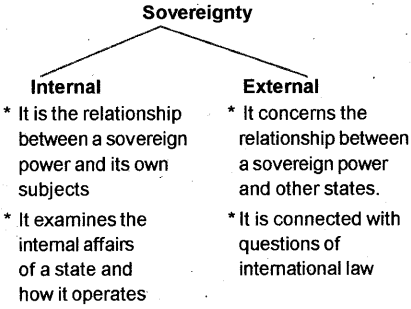 Sovereignty
Internal
* It is the relationship
between a sovereign
power and its own
subjects
* It examines the
internal affairs
of a state and
how it operates
External
* It concerns the
relationship between
a sovereign power
and other states.
* It is connected with
questions of
international law